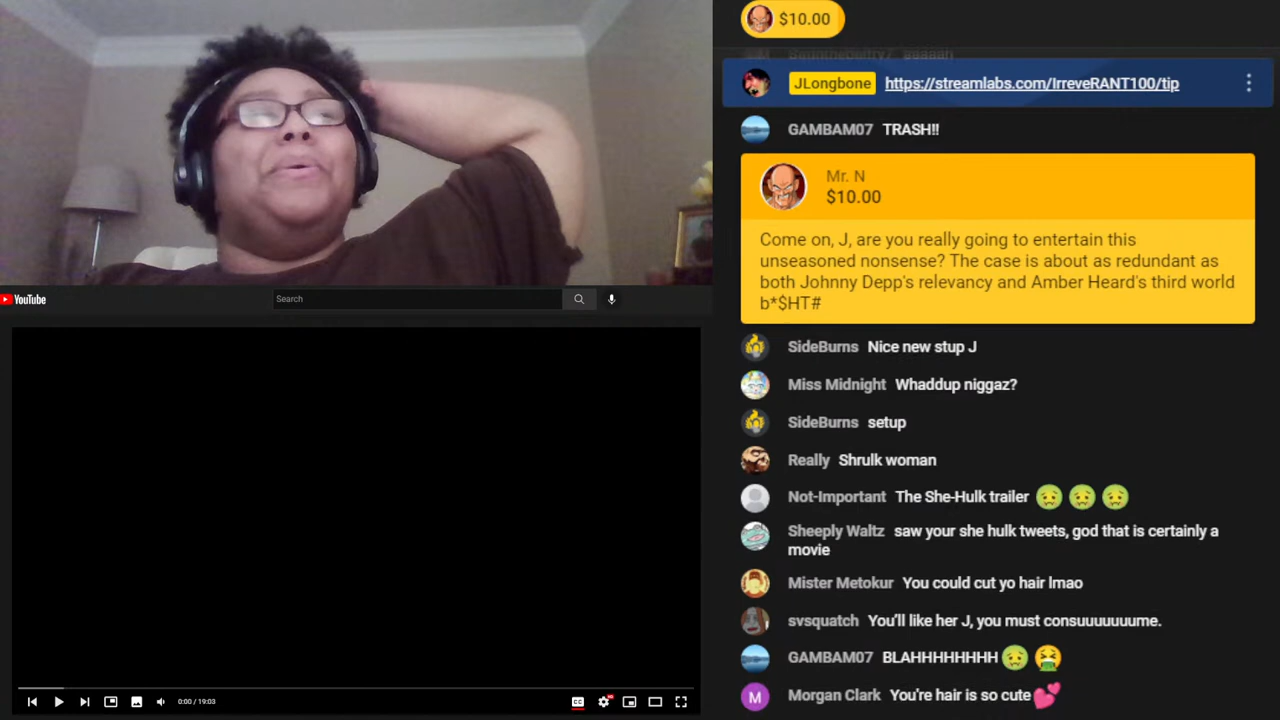 $10.00
JLongbone https://streamlabs.com/IrreveRANT100/tip
GAMBAM07 TRASH!!
Mr. N
$10.00
Come on, J, are you really going to entertain this
unseasoned nonsense? The case is about as redundant as
both Johnny Depp's relevancy and Amber Heard's third world
b*$HT#
SideBurns Nice new stup J
Miss Midnight Whaddup niggaz?
SideBurns setup
Really Shrulk woman
Not-Important The She-Hulk trailer
Sheeply Waltz saw your she hulk tweets, god that is certainly a
movie
Mister Metokur You could cut yo hair lmao
svsquatch You'll like her J, you must consuuuuuuume.
GAMBAM07 BLAHHHHHHHH
Morgan Clark You're hair is so cute
YouTube
Search
0:00 / 19:03